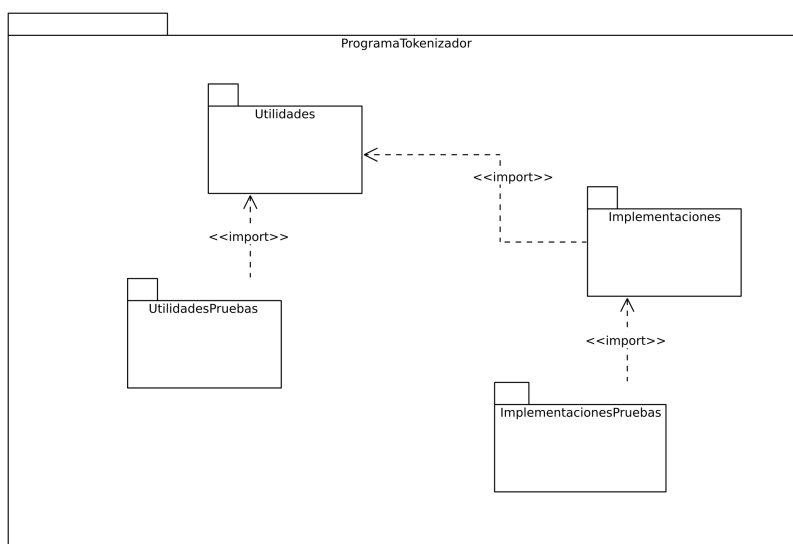 ProgramaTokenizador
Utilidades
<<import>>
Implementaciones
<<import>>
UtilidadesPruebas
<<import>>
ImplementacionesPruebas